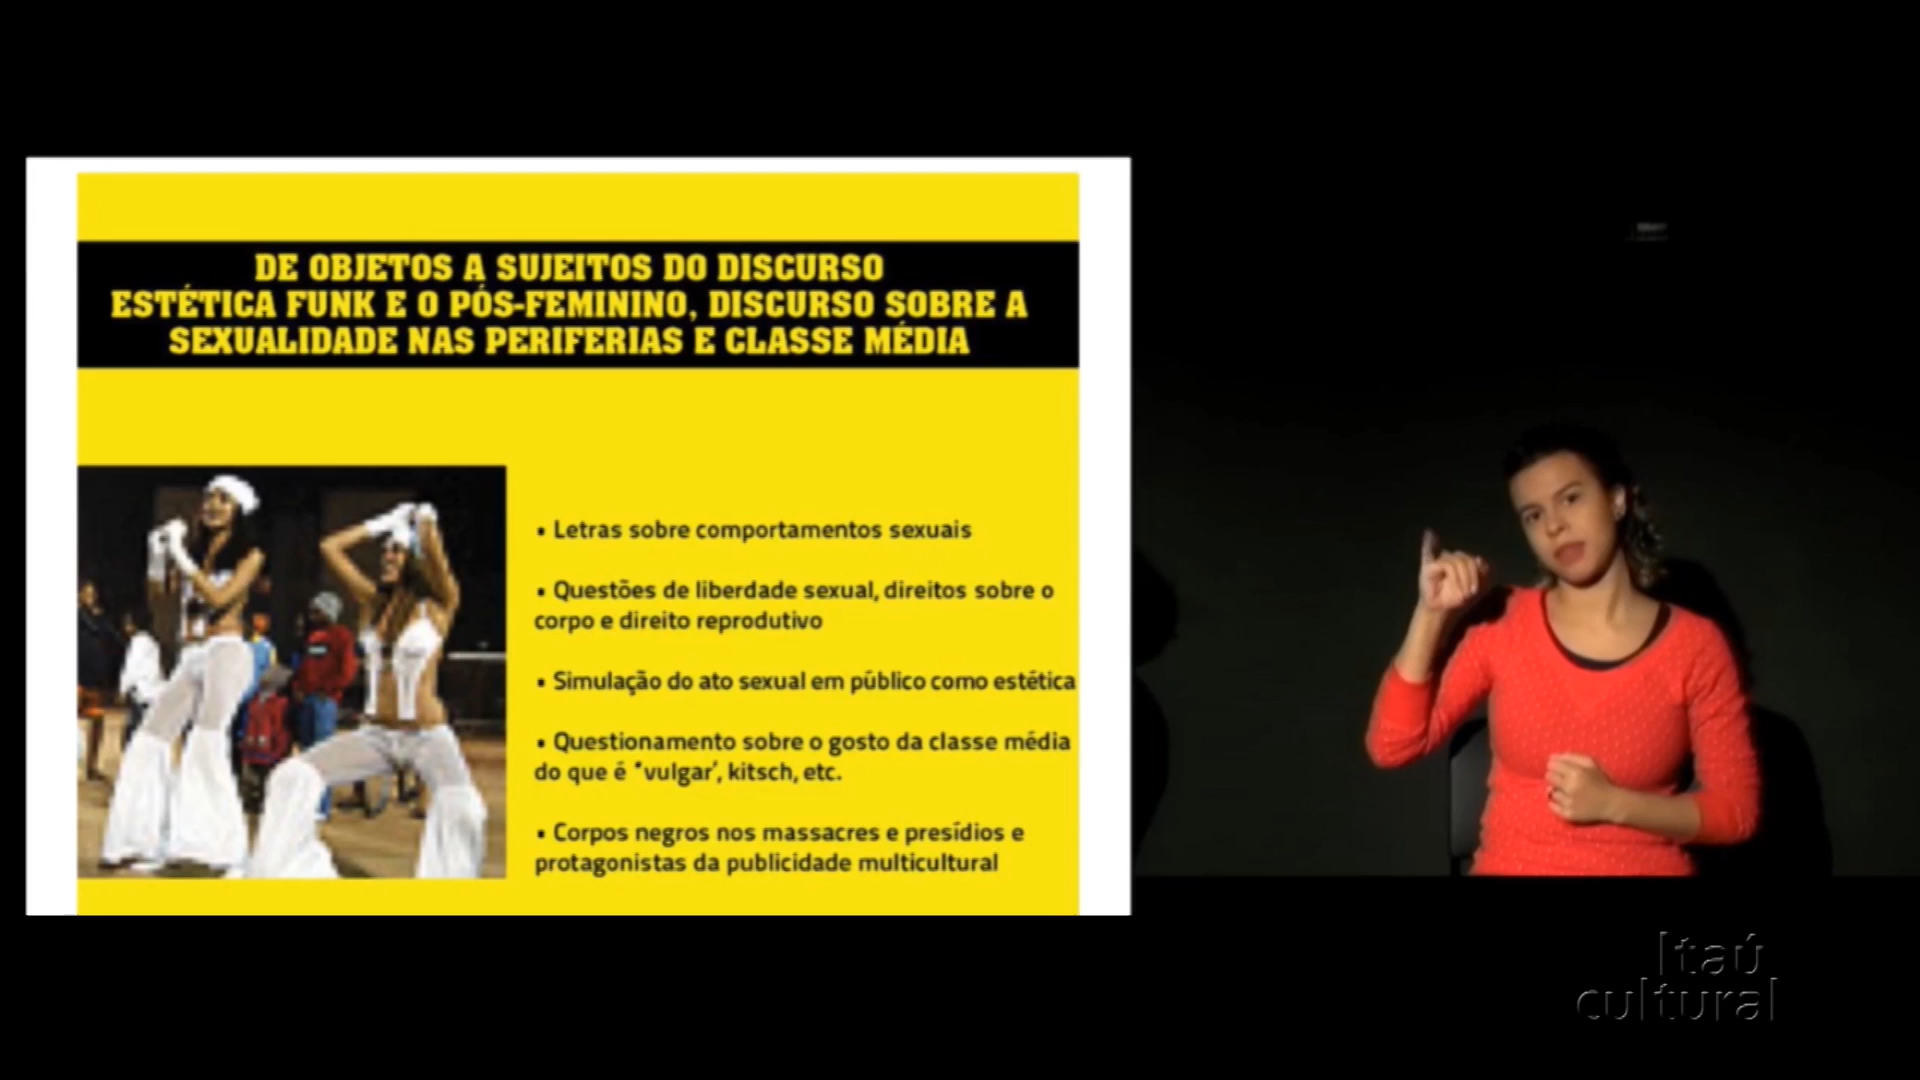 DE OBJETOS A SUJEITOS DO DISCURSO
ESTÉTICA FUNK E O PÓS-FEMININO, DISCURSO SOBRE A
SEXUALIDADE NAS PERIFERIAS E CLASSE MÉDIA
• Letras sobre comportamentos sexuais
• Questões de liberdade sexual, direitos sobre o
corpo e direito reprodutivo
• Simulação do ato sexual em público como estética
• Questionamento sobre o gosto da classe média
do que é "vulgar', kitsch, etc.
• Corpos negros nos massacres e presídios e
protagonistas da publicidade multicultural
Itaú
cultural